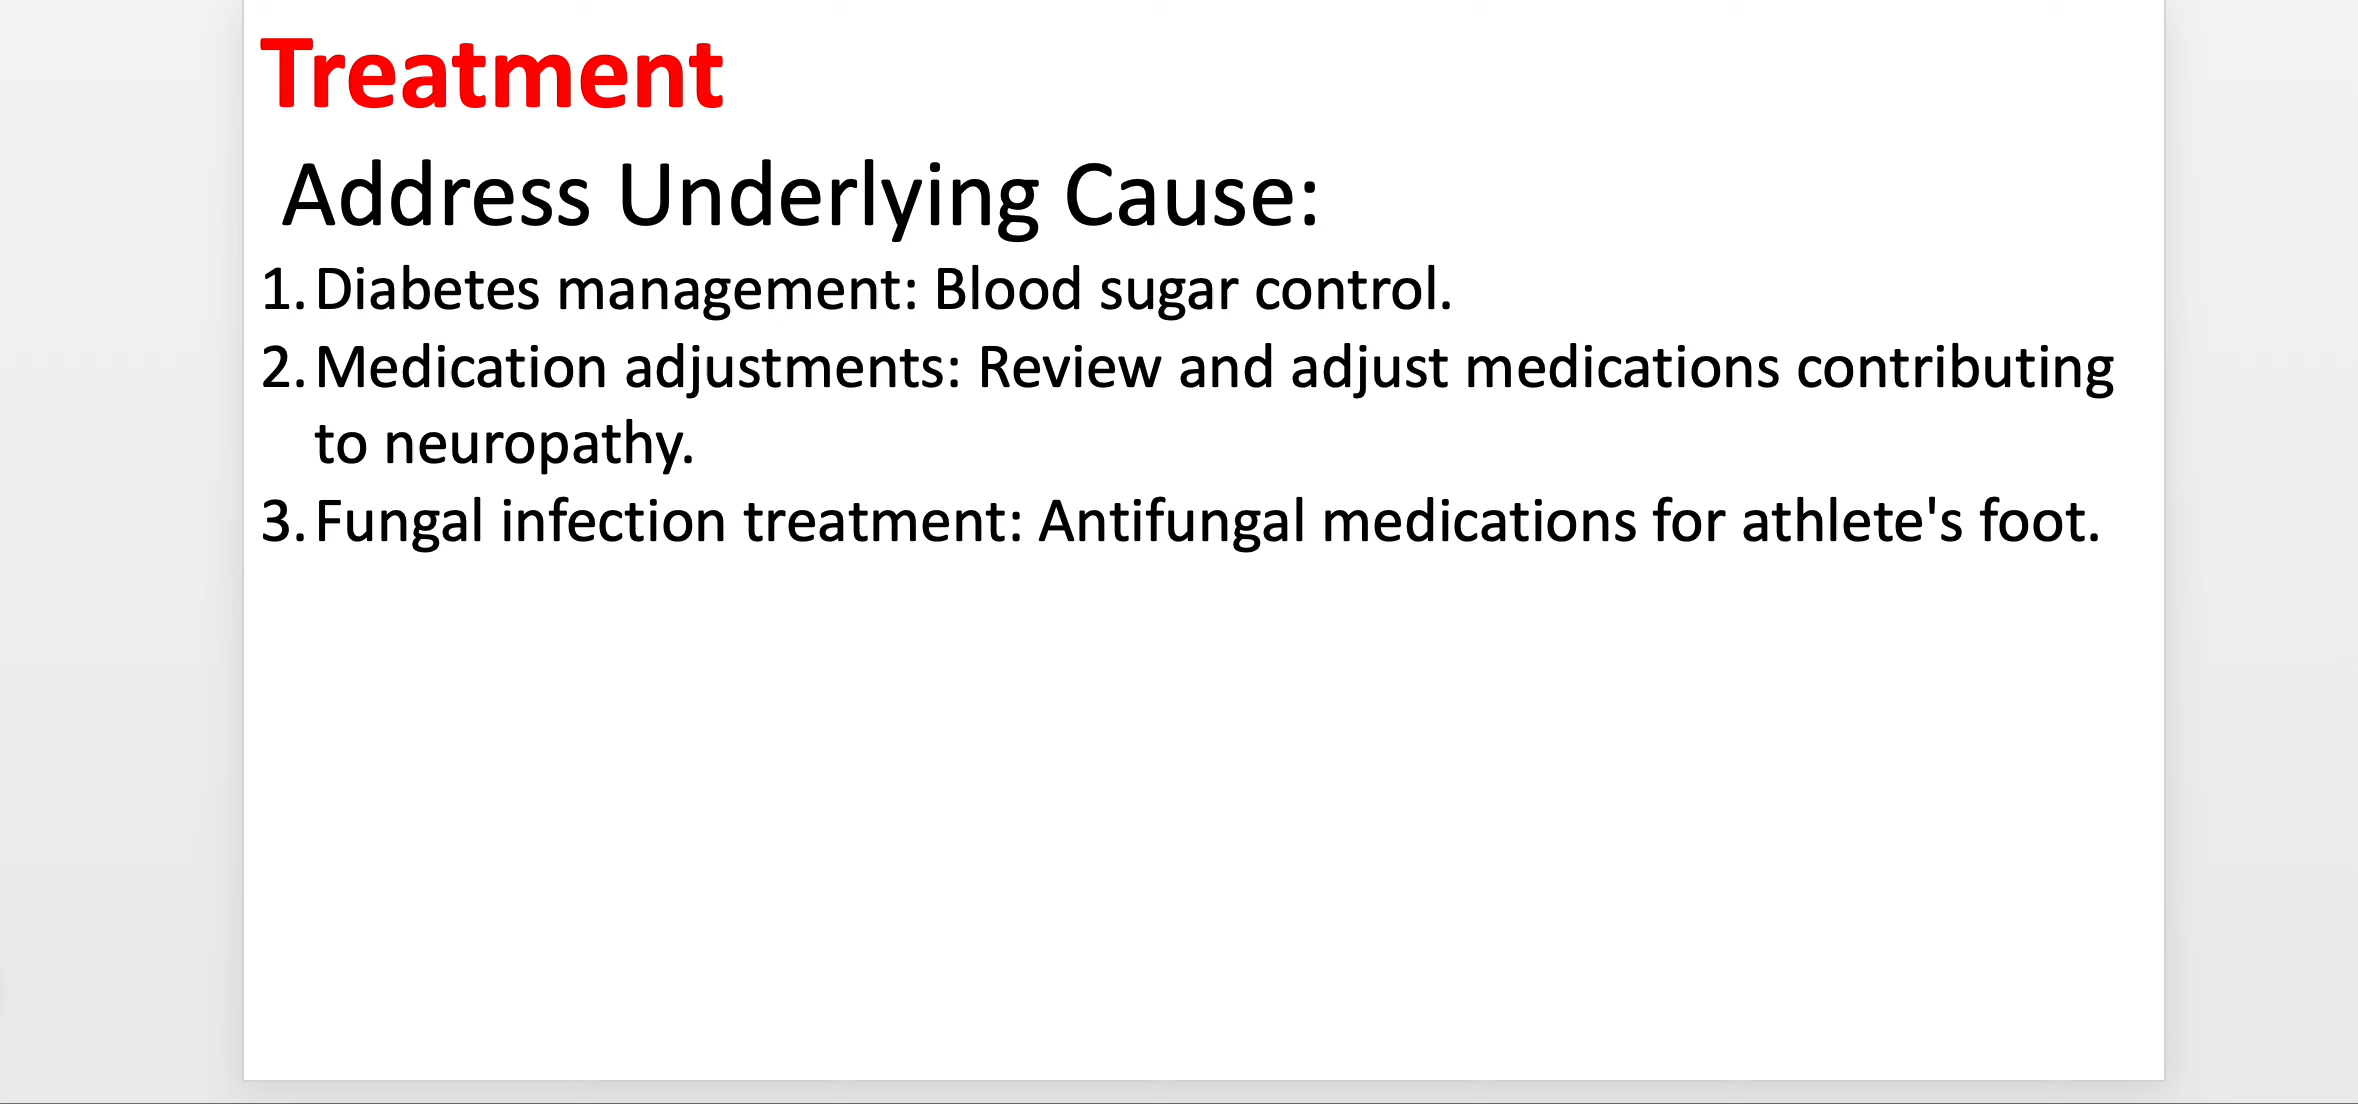 Treatment
Address Underlying Cause:
1. Diabetes management: Blood sugar control.
2. Medication adjustments: Review and adjust medications contributing
to neuropathy.
3. Fungal infection treatment: Antifungal medications for athlete's foot.